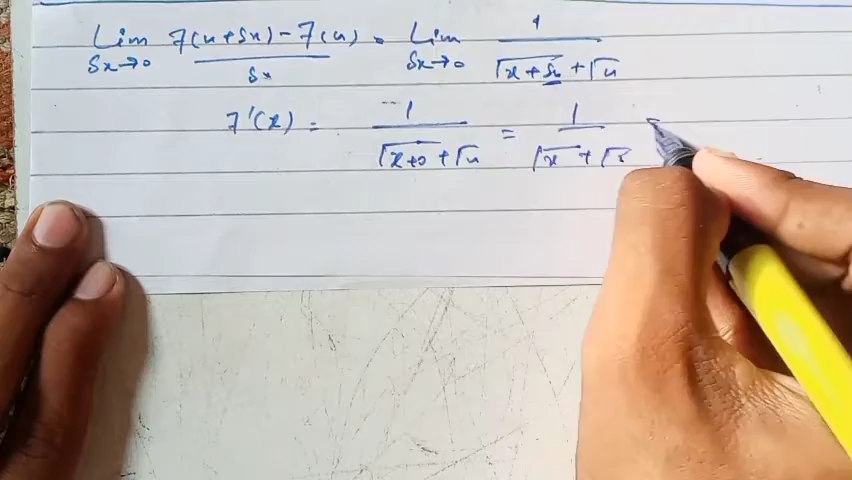 Lim δx→0 f(x+δx)-f(x) / δx = Lim δx→0 1 / √x+δx + √x
f'(x) = 1 / √x+0 + √x = 1 / √x + √x =